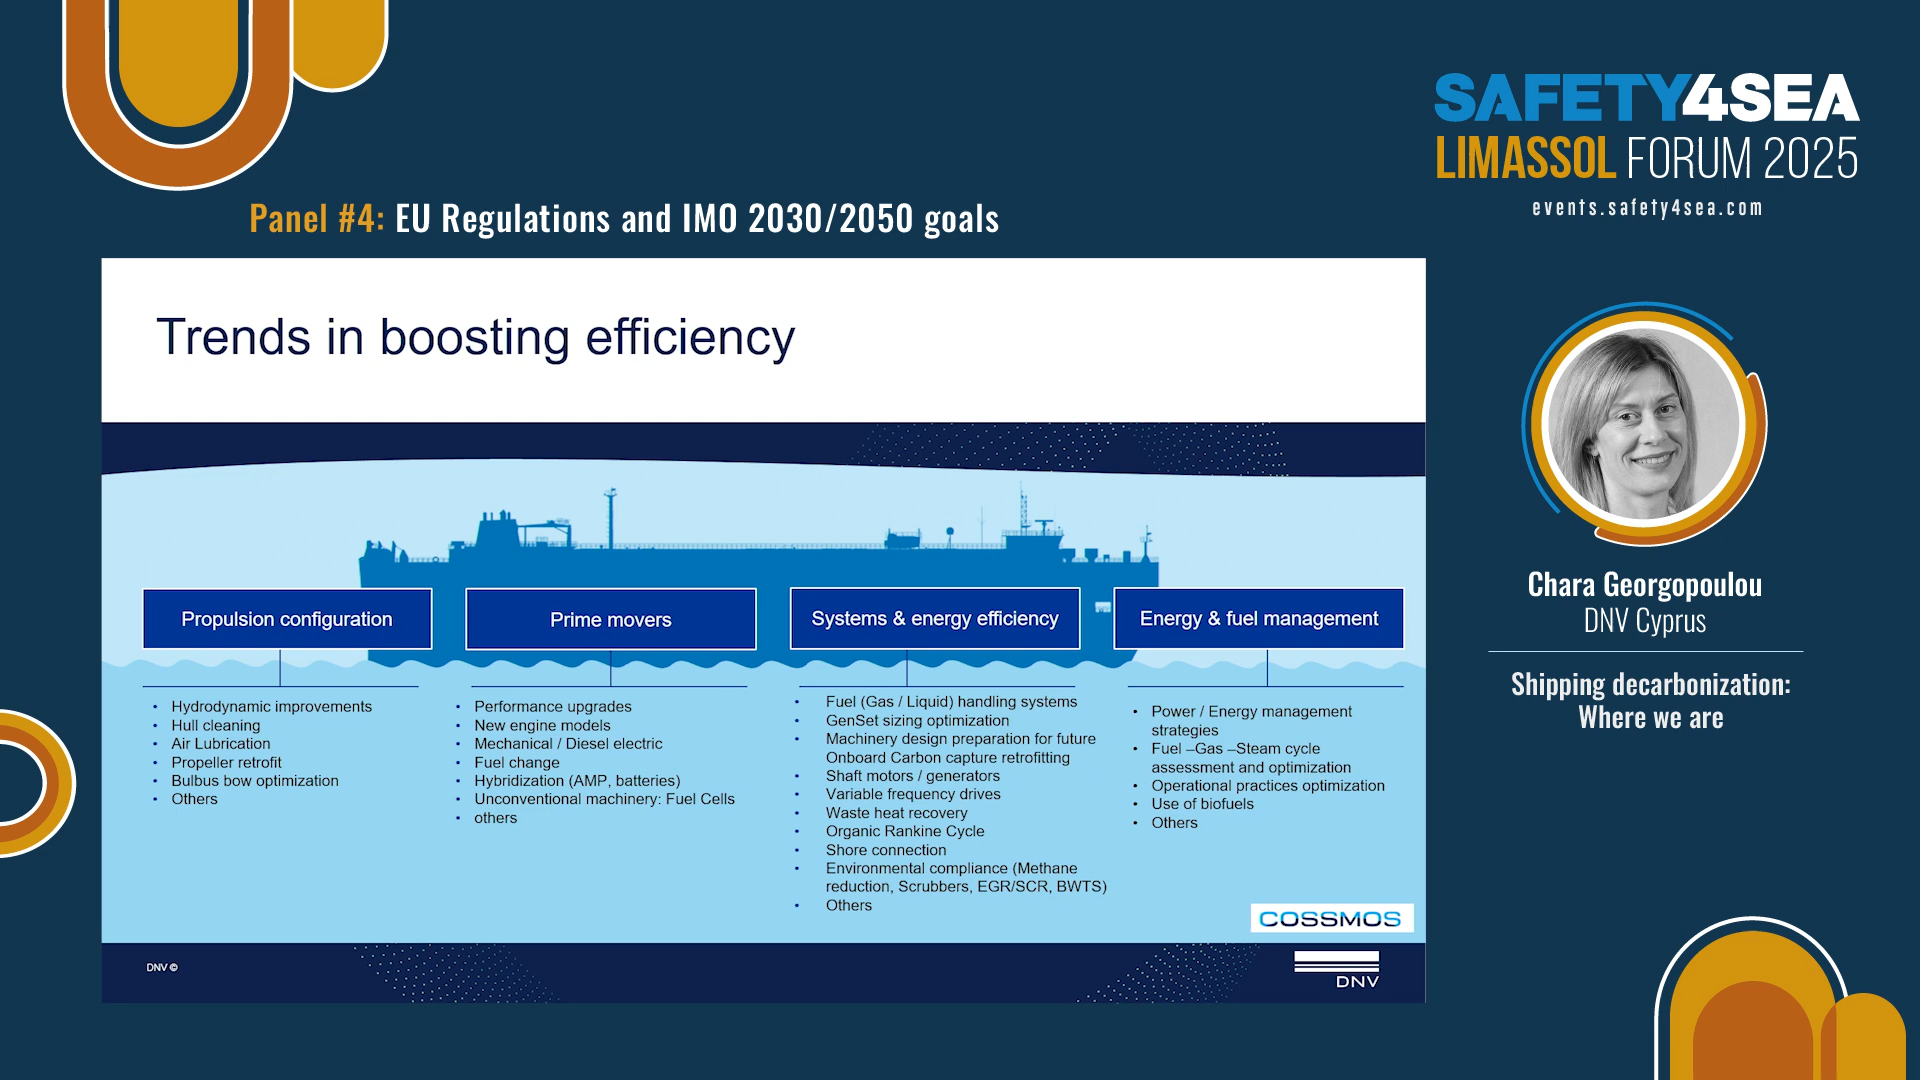 SAFETY4SEA
LIMASSOL FORUM 2025
events.safety4sea.com
Panel #4: EU Regulations and IMO 2030/2050 goals
Trends in boosting efficiency
Propulsion configuration
Hydrodynamic improvements
Hull cleaning
Air Lubrication
Propeller retrofit
Bulbus bow optimization
Others
Prime movers
Performance upgrades
New engine models
Mechanical / Diesel electric
Fuel change
Hybridization (AMP, batteries)
Unconventional machinery: Fuel Cells
others
Systems & energy efficiency
Fuel (Gas / Liquid) handling systems
GenSet sizing optimization
Machinery design preparation for future
Onboard Carbon capture retrofitting
Shaft motors / generators
Variable frequency drives
Waste heat recovery
Organic Rankine Cycle
Shore connection
Environmental compliance (Methane
reduction, Scrubbers, EGR/SCR, BWTS)
Others
Energy & fuel management
Power / Energy management
strategies
Fuel –Gas –Steam cycle
assessment and optimization
Operational practices optimization
Use of biofuels
Others
COSSMOS
DNV ©
DNV
Chara Georgopoulou
DNV Cyprus
Shipping decarbonization:
Where we are